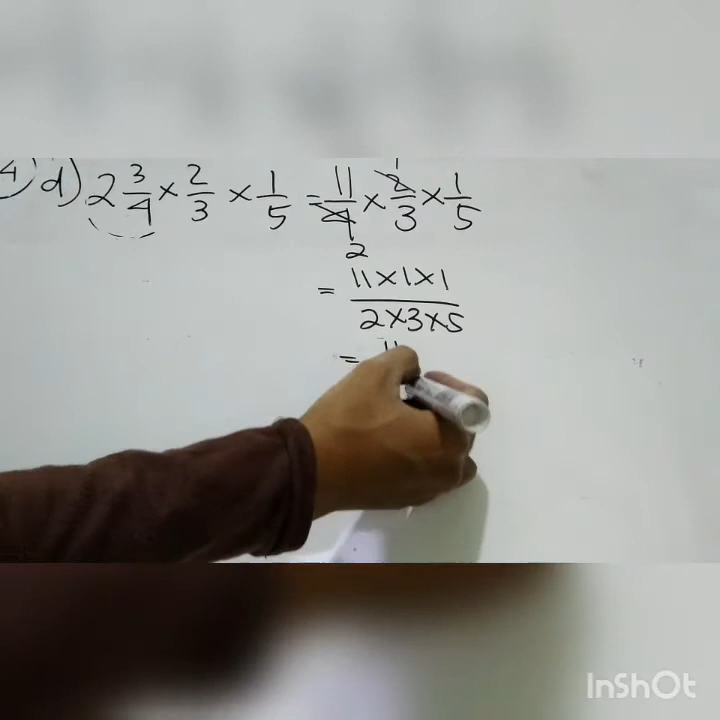 4) d) 2 3/4 × 2/3 × 1/5 = 11/4 × 2/3 × 1/5
1
2
= 11×1×1 / 2×3×5
= 11
InShOt